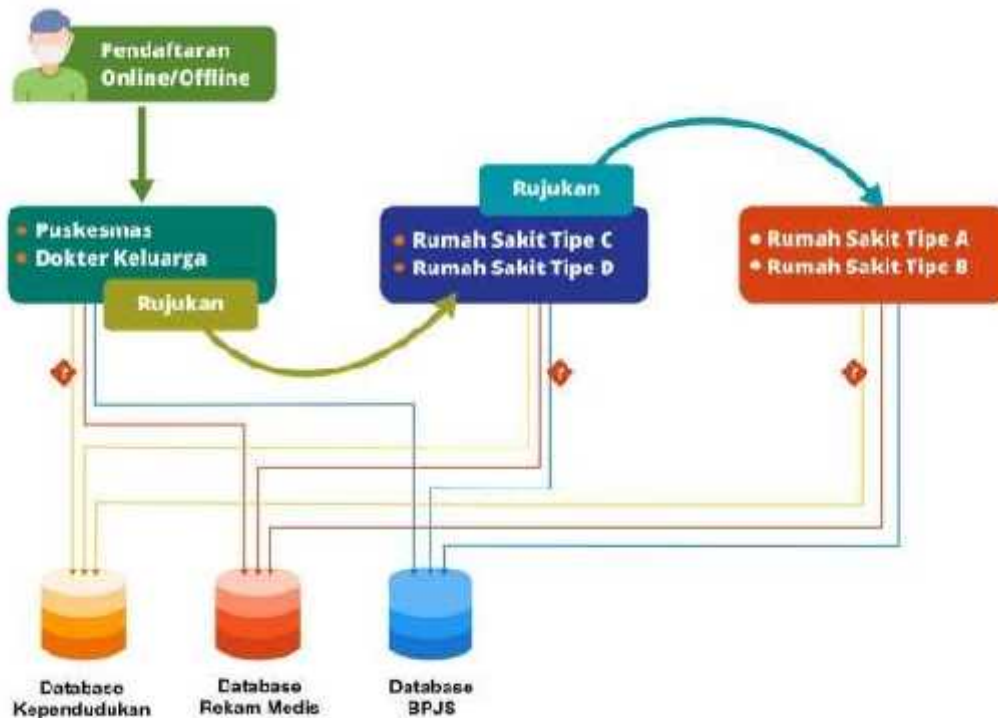 Pendaftaran
Online/Offline
Puskesmas
Dokter Keluarga
Rujukan
Rujukan
Rumah Sakit Tipe C
Rumah Sakit Tipe D
Rumah Sakit Tipe A
Rumah Sakit Tipe B
Database
Kependudukan
Database
Rekam Medis
Database
BPJS